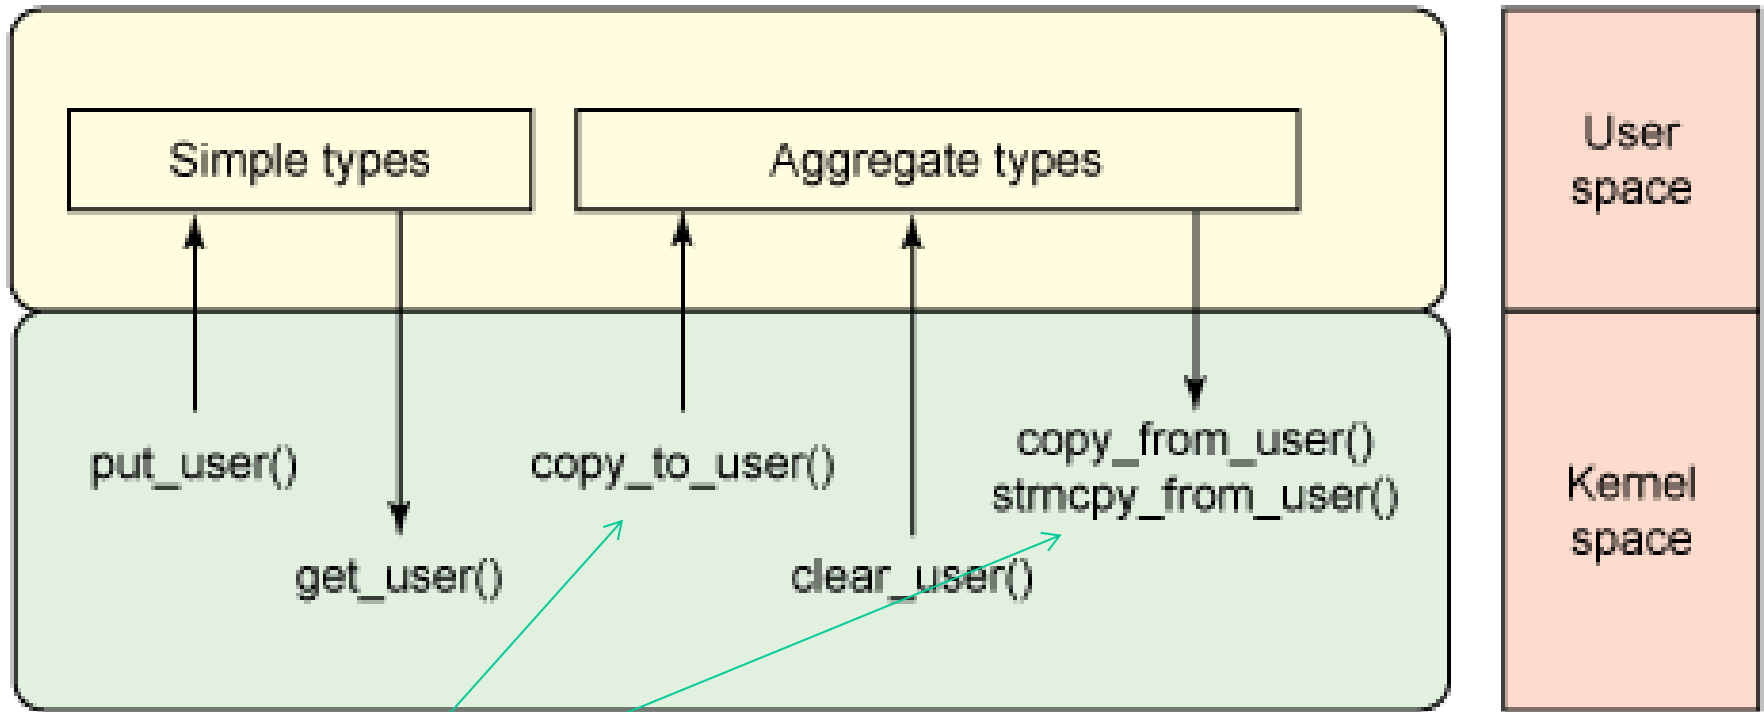 Simple types
Aggregate types
User
space
put_user()
copy_to_user()
copy_from_user()
strncpy_from_user()
get_user()
clear_user()
Kernel
space